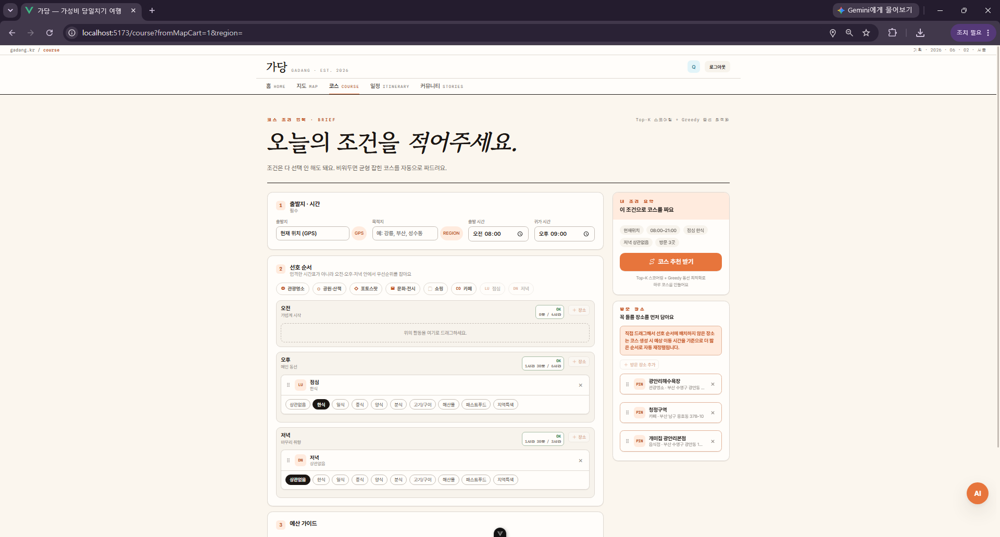 가당 — 가성비 당일치기 여행
Gemini에게 물어보기
localhost:5173/course?fromMapCart=1&region=
조치 필요
gadang.kr / course
기획 · 2026 · 06 · 02 · 서울
가당 GADANG · EST. 2026
Q
로그아웃
홈 HOME
지도 MAP
코스 COURSE
일정 ITINERARY
커뮤니티 STORIES
코스 조건 입력 · BRIEF
Top-K 스코어링 + Greedy 동선 최적화
오늘의 조건을 적어주세요.
조건은 다 선택 안 해도 돼요. 비워두면 균형 잡힌 코스를 자동으로 짜드려요.
1
출발지 · 시간
필수
출발지
목적지
출발 시간
귀가 시간
현재 위치 (GPS)
GPS
예: 강릉, 부산, 성수동
REGION
오전 08:00
오후 09:00
2
선호 순서
엄격한 시간표가 아니라 오전·오후·저녁 안에서 우선순위를 잡아요
관광명소
공원·산책
포토스팟
문화·전시
쇼핑
CO 카페
LU 점심
DN 저녁
오전
가볍게 시작
OK
0분 / 4시간
+ 장소
위의 활동을 여기로 드래그하세요.
오후
메인 동선
OK
1시간 30분 / 6시간
+ 장소
LU
점심
한식
상관없음
한식
일식
중식
양식
분식
고기/구이
해산물
패스트푸드
지역특색
저녁
마무리 취향
OK
1시간 30분 / 3시간
+ 장소
DN
저녁
상관없음
상관없음
한식
일식
중식
양식
분식
고기/구이
해산물
패스트푸드
지역특색
3
예산 가이드
내 조건 요약
이 조건으로 코스를 짜요
현재위치
08:00–21:00
점심 한식
저녁 상관없음
방문 3곳
코스 추천 받기
Top-K 스코어링 + Greedy 동선 최적화로
하루 코스를 만들어요
방문 장소
꼭 들를 장소를 먼저 담아요
직접 드래그해서 선호 순서에 배치하지 않은 장소
는 코스 생성 시 예상 이동 시간을 기준으로 더 짧
은 순서로 자동 재정렬됩니다.
+ 방문 장소 추가
PIN
광안리해수욕장
관광명소 · 부산 수영구 광안동 ...
PIN
청정구역
카페 · 부산 남구 용호동 378-10
PIN
개미집 광안리본점
음식점 · 부산 수영구 광안동 1...
AI